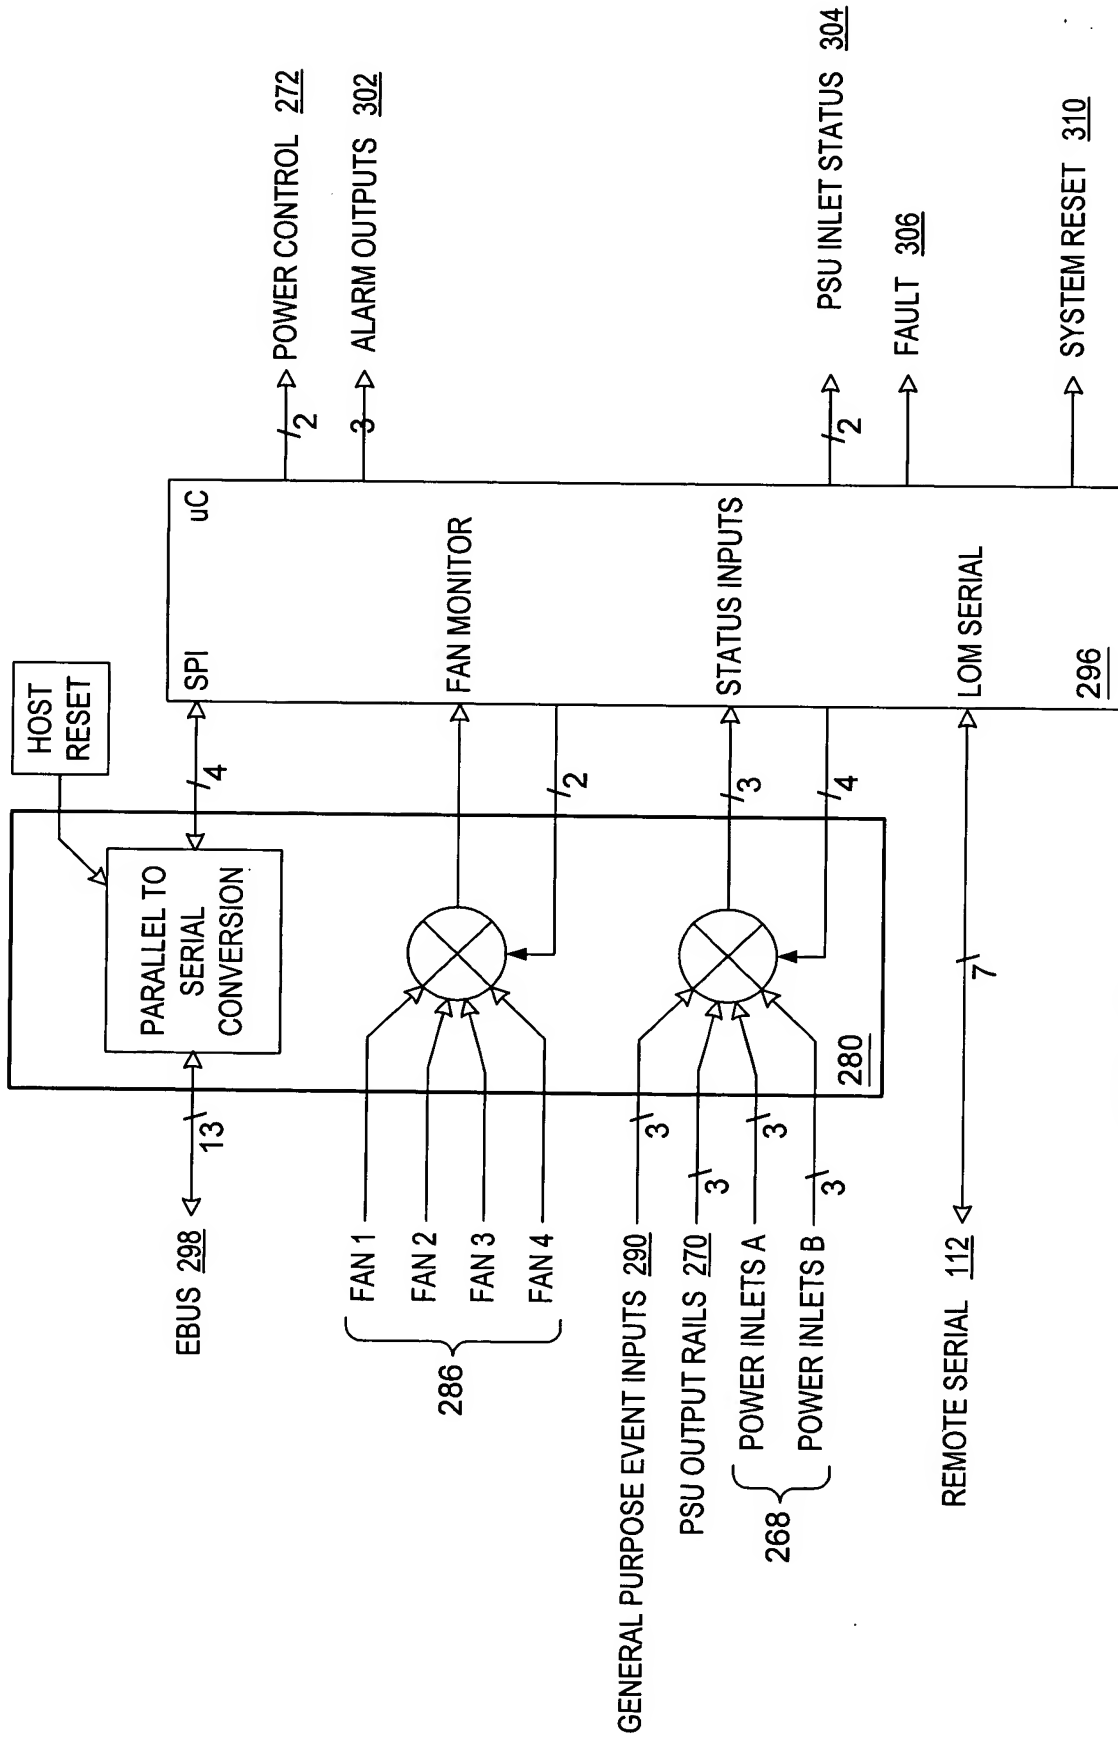 HOST
RESET
EBUS 298
13
PARALLEL TO
SERIAL
CONVERSION
4
SPI
uC
2
POWER CONTROL 272
3
ALARM OUTPUTS 302
FAN 1
FAN 2
FAN 3
FAN 4
286
FAN MONITOR
2
GENERAL PURPOSE EVENT INPUTS 290
3
PSU OUTPUT RAILS 270
3
POWER INLETS A
3
POWER INLETS B
3
268
280
3
STATUS INPUTS
4
2
PSU INLET STATUS 304
FAULT 306
REMOTE SERIAL 112
7
LOM SERIAL
296
SYSTEM RESET 310